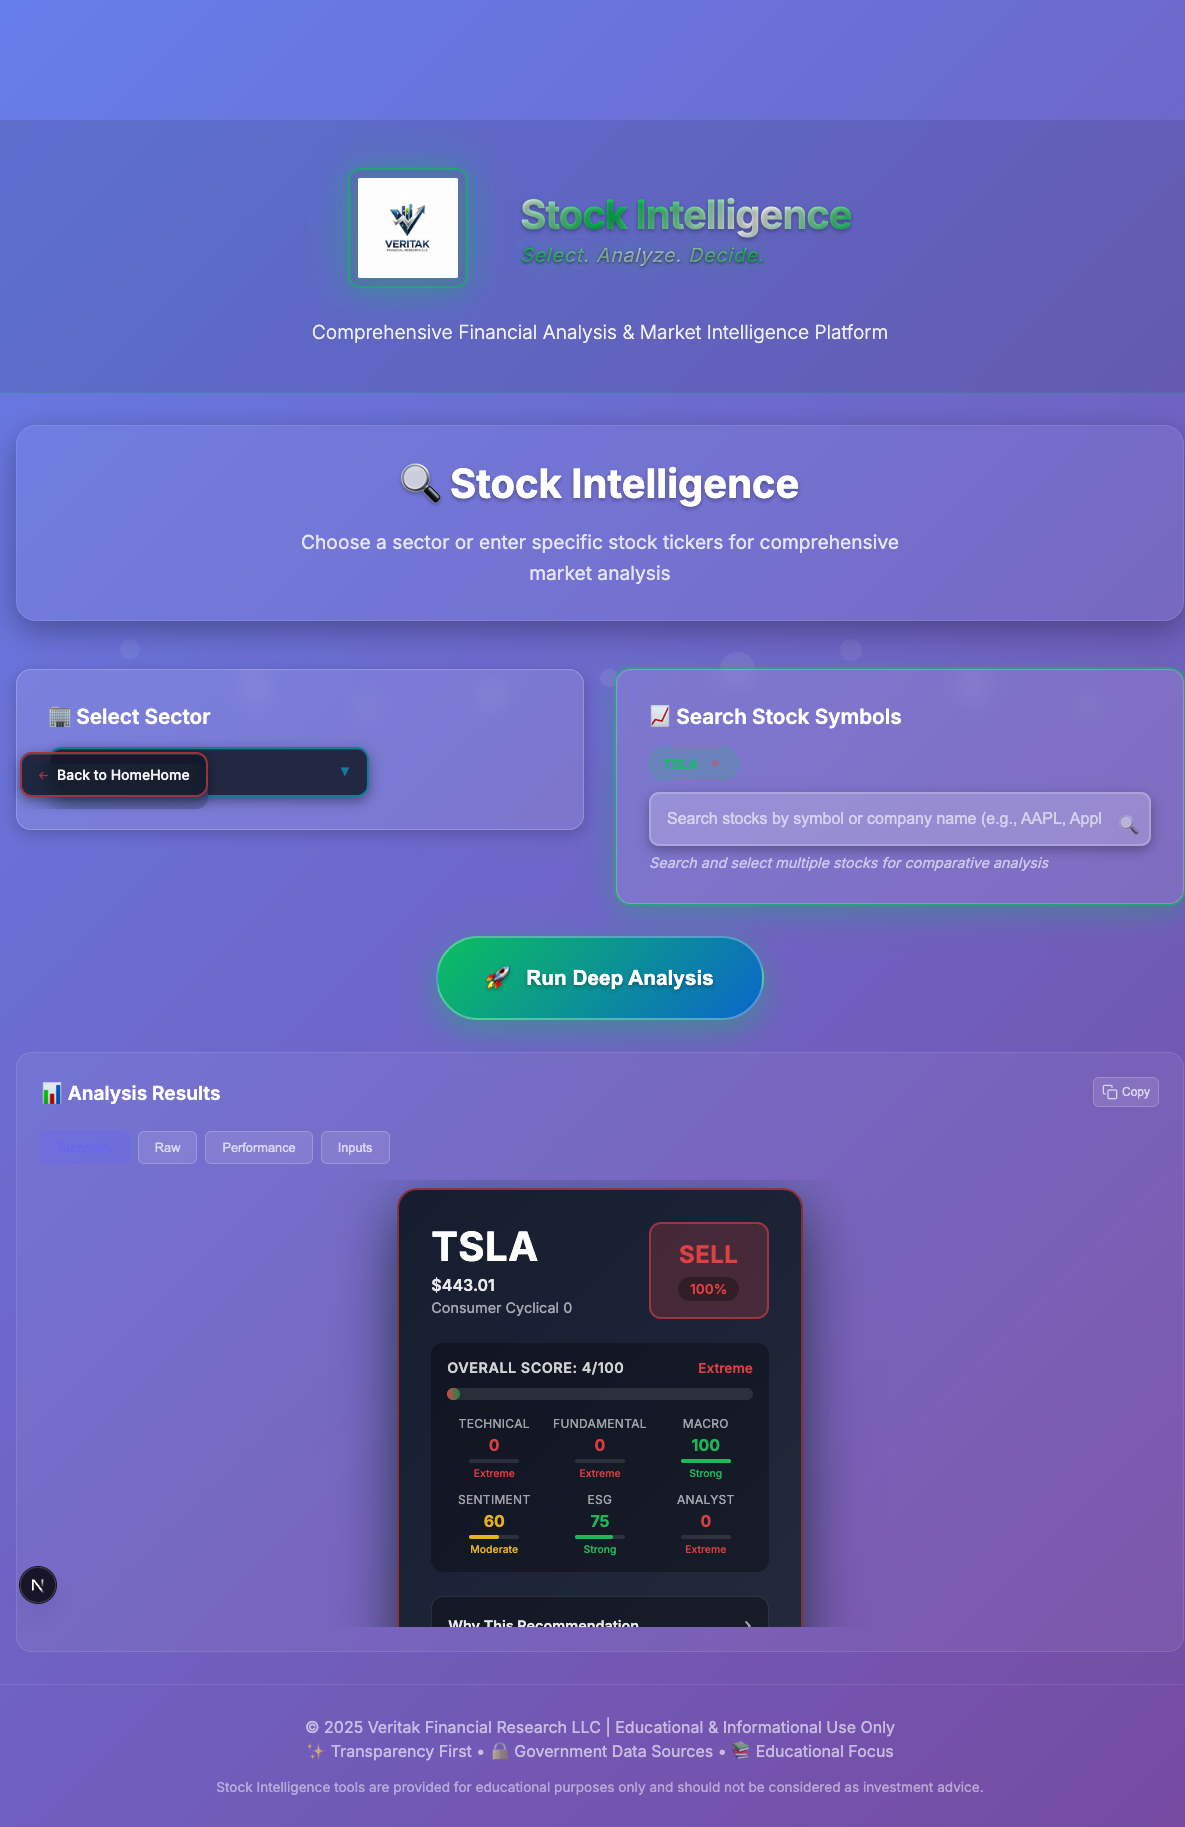 VERITAK
FINANCIAL RESEARCH LLC
Stock Intelligence
Select. Analyze. Decide.
Comprehensive Financial Analysis & Market Intelligence Platform
🔍 Stock Intelligence
Choose a sector or enter specific stock tickers for comprehensive
market analysis
🏢 Select Sector
← Back to HomeHome
▼
📈 Search Stock Symbols
TSLA ×
Search stocks by symbol or company name (e.g., AAPL, Appl
Search and select multiple stocks for comparative analysis
🚀 Run Deep Analysis
📊 Analysis Results
Copy
Summary
Raw
Performance
Inputs
TSLA
$443.01
Consumer Cyclical 0
SELL
100%
OVERALL SCORE: 4/100
Extreme
TECHNICAL
0
Extreme
FUNDAMENTAL
0
Extreme
MACRO
100
Strong
SENTIMENT
60
Moderate
ESG
75
Strong
ANALYST
0
Extreme
Why This Recommendation
N
© 2025 Veritak Financial Research LLC | Educational & Informational Use Only
✨ Transparency First • 🔒 Government Data Sources • 📚 Educational Focus
Stock Intelligence tools are provided for educational purposes only and should not be considered as investment advice.